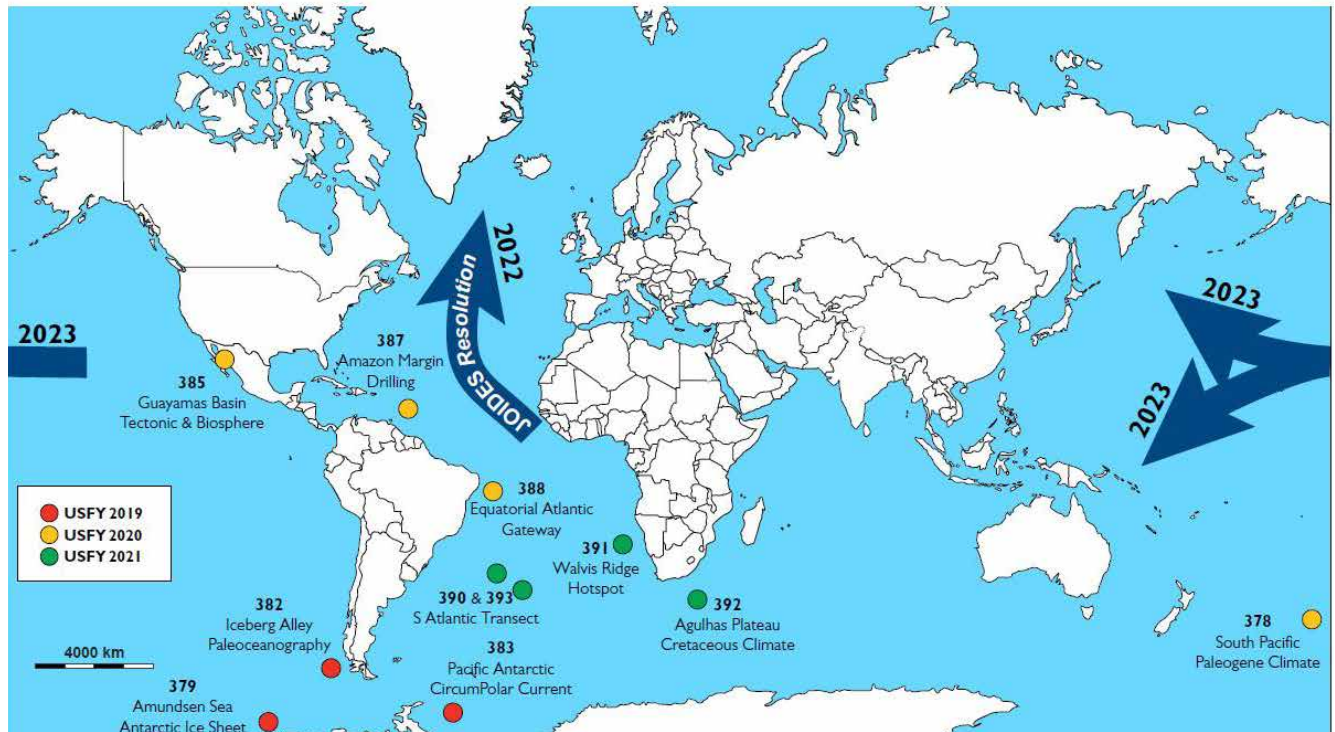 2022
JOIDES Resolution
2023
2023
2023
387
Amazon Margin
Drilling
385
Guayamas Basin
Tectonic & Biosphere
USFY 2019
USFY 2020
USFY 2021
388
Equatorial Atlantic
Gateway
391
Walvis Ridge
Hotspot
390 & 393
S Atlantic Transect
392
Agulhas Plateau
Cretaceous Climate
382
Iceberg Alley
Paleoceanography
383
Pacific Antarctic
CircumPolar Current
378
South Pacific
Paleogene Climate
4000 km
379
Amundsen Sea
Antarctic Ice Sheet